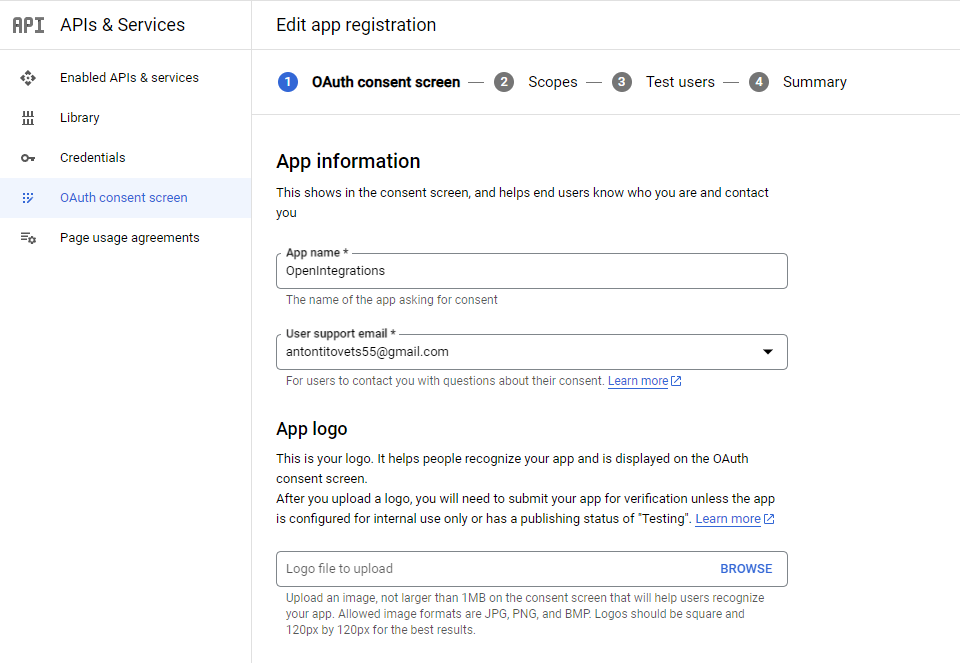 API APIs & Services
Edit app registration
Enabled APIs & services
Library
Credentials
OAuth consent screen
Page usage agreements
1 OAuth consent screen — 2 Scopes — 3 Test users — 4 Summary
App information
This shows in the consent screen, and helps end users know who you are and contact
you
App name *
OpenIntegrations
The name of the app asking for consent
User support email *
antontitovets55@gmail.com
For users to contact you with questions about their consent. Learn more
App logo
This is your logo. It helps people recognize your app and is displayed on the OAuth
consent screen.
After you upload a logo, you will need to submit your app for verification unless the app
is configured for internal use only or has a publishing status of "Testing". Learn more
Logo file to upload BROWSE
Upload an image, not larger than 1MB on the consent screen that will help users recognize
your app. Allowed image formats are JPG, PNG, and BMP. Logos should be square and
120px by 120px for the best results.